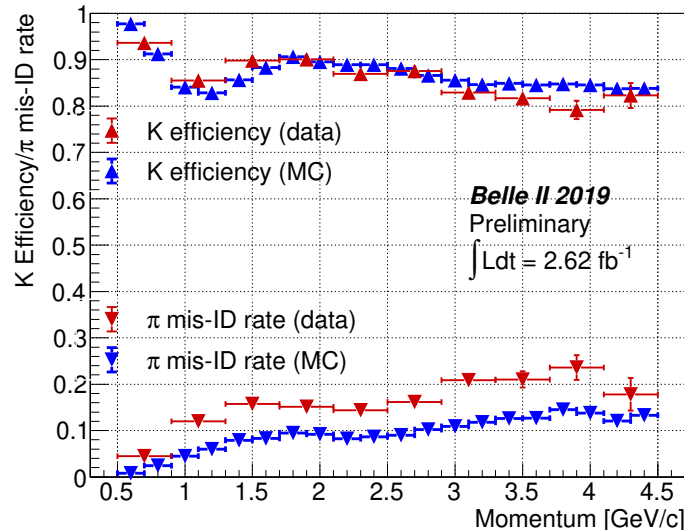 K Efficiency/π mis-ID rate
1
0.9
0.8
0.7
0.6
0.5
0.4
0.3
0.2
0.1
0
K efficiency (data)
K efficiency (MC)
Belle II 2019
Preliminary
∫Ldt = 2.62 fb⁻¹
π mis-ID rate (data)
π mis-ID rate (MC)
0.5 1 1.5 2 2.5 3 3.5 4 4.5
Momentum [GeV/c]